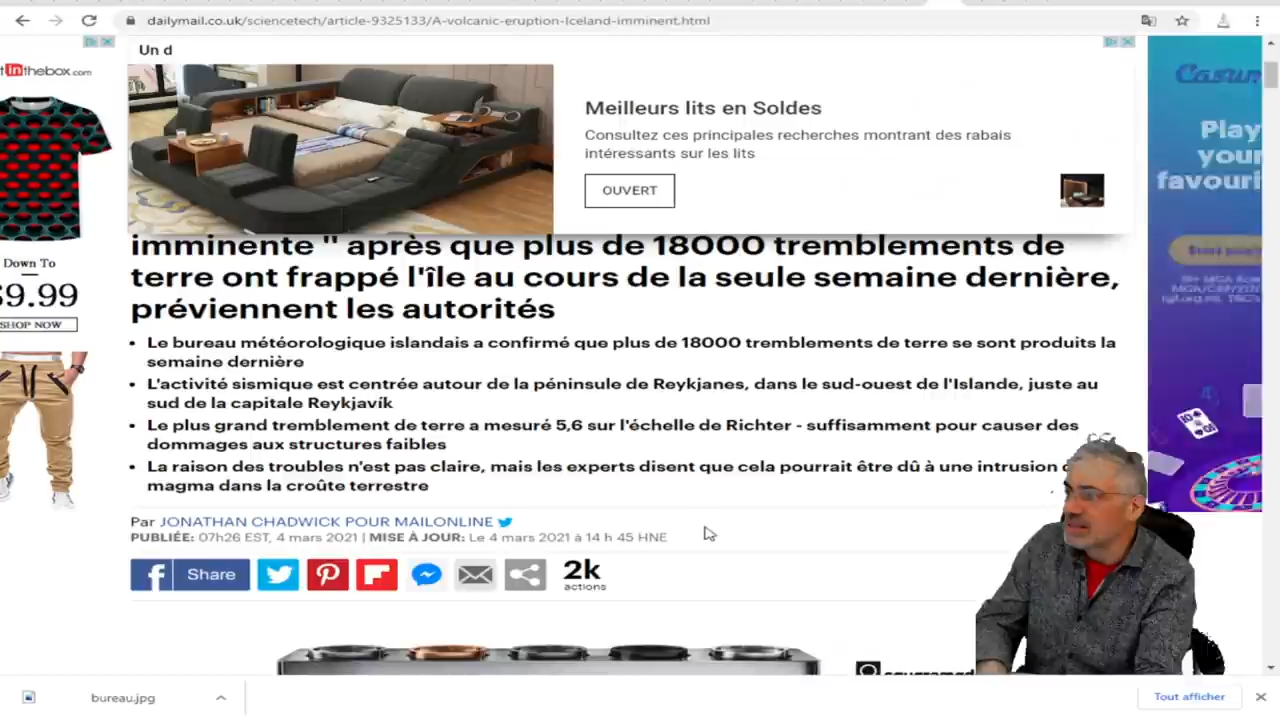 dailymail.co.uk/sciencetech/article-9325133/A-volcanic-eruption-Iceland-imminent.html
Un d
inthebox.com
Meilleurs lits en Soldes
Consultez ces principales recherches montrant des rabais
intéressants sur les lits
OUVERT
Down To
$9.99
SHOP NOW
Play
your
favouri
imminente " après que plus de 18000 tremblements de
terre ont frappé l'île au cours de la seule semaine dernière,
préviennent les autorités
• Le bureau météorologique islandais a confirmé que plus de 18000 tremblements de terre se sont produits la
semaine dernière
• L'activité sismique est centrée autour de la péninsule de Reykjanes, dans le sud-ouest de l'Islande, juste au
sud de la capitale Reykjavík
• Le plus grand tremblement de terre a mesuré 5,6 sur l'échelle de Richter - suffisamment pour causer des
dommages aux structures faibles
• La raison des troubles n'est pas claire, mais les experts disent que cela pourrait être dû à une intrusion
magma dans la croûte terrestre
Par JONATHAN CHADWICK POUR MAILONLINE
PUBLIÉE: 07h26 EST, 4 mars 2021 | MISE À JOUR: Le 4 mars 2021 à 14 h 45 HNE
Share
2k
actions
bureau.jpg
Tout afficher